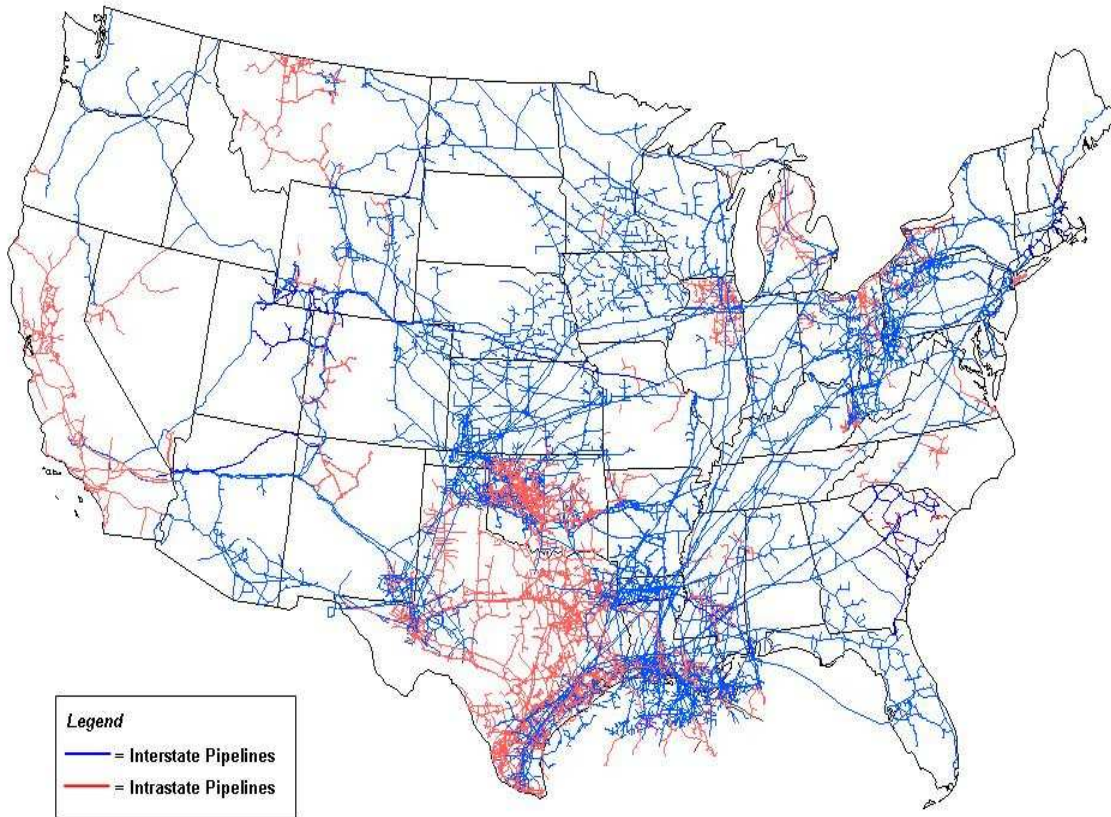 Legend
= Interstate Pipelines
= Intrastate Pipelines